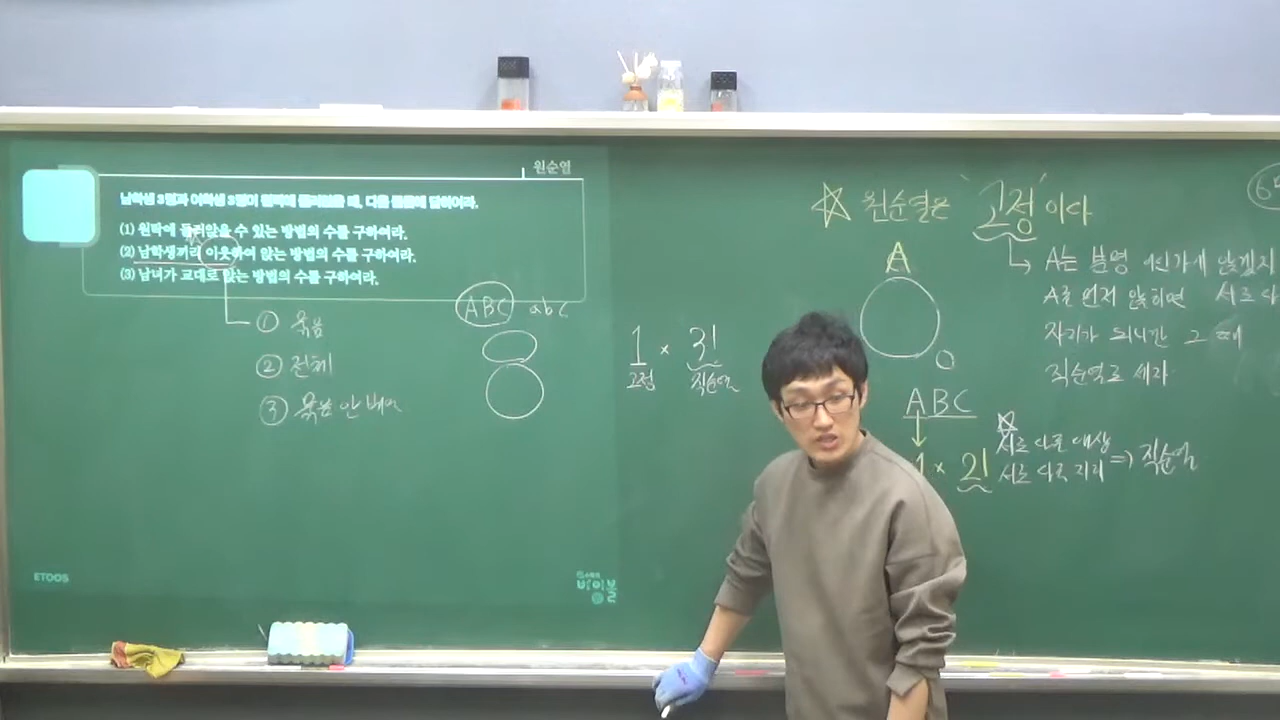 원순열
남학생 3명과 여학생 3명이 원탁에 둘러앉을 때, 다음 물음에 답하여라.
(1) 원탁에 둘러앉을 수 있는 방법의 수를 구하여라.
(2) 남학생끼리 이웃하여 앉는 방법의 수를 구하여라.
(3) 남녀가 교대로 앉는 방법의 수를 구하여라.
① 묶음
② 전체
③ 묶음 안 배열
ABC abc
1 × 3!
고정 직순열
ETOOS
바이블
원순열은 '고정'이다
A는 분명 어딘가에 앉겠지
A를 먼저 앉히면 서로 다
자리가 되니깐 그 때
직순열로 세자
A
ABC
1 × 2!
서로 다른 대상
서로 다른 자리 ⇒ 직순열